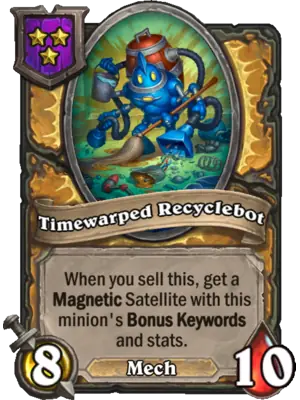 Timewarped Recyclebot
When you sell this, get a
Magnetic Satellite with this
minion's Bonus Keywords
and stats.
8
Mech
10